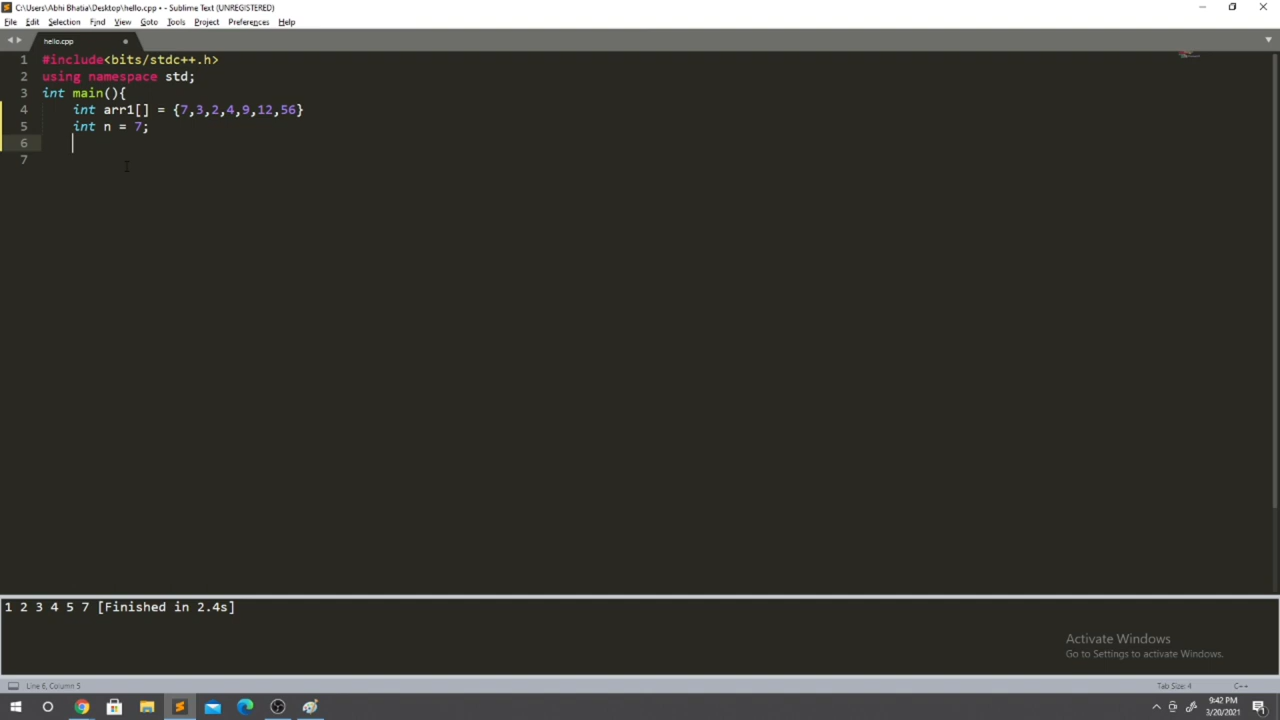 C:\Users\Abhi Bhatia\Desktop\hello.cpp • - Sublime Text (UNREGISTERED)
File Edit Selection Find View Goto Tools Project Preferences Help
hello.cpp
1 #include<bits/stdc++.h>
2 using namespace std;
3 int main(){
4 int arr1[] = {7,3,2,4,9,12,56}
5 int n = 7;
6
7
1 2 3 4 5 7 [Finished in 2.4s]
Activate Windows
Go to Settings to activate Windows.
Line 6, Column 5 Tab Size: 4 C++
9:42 PM
3/20/2021
1